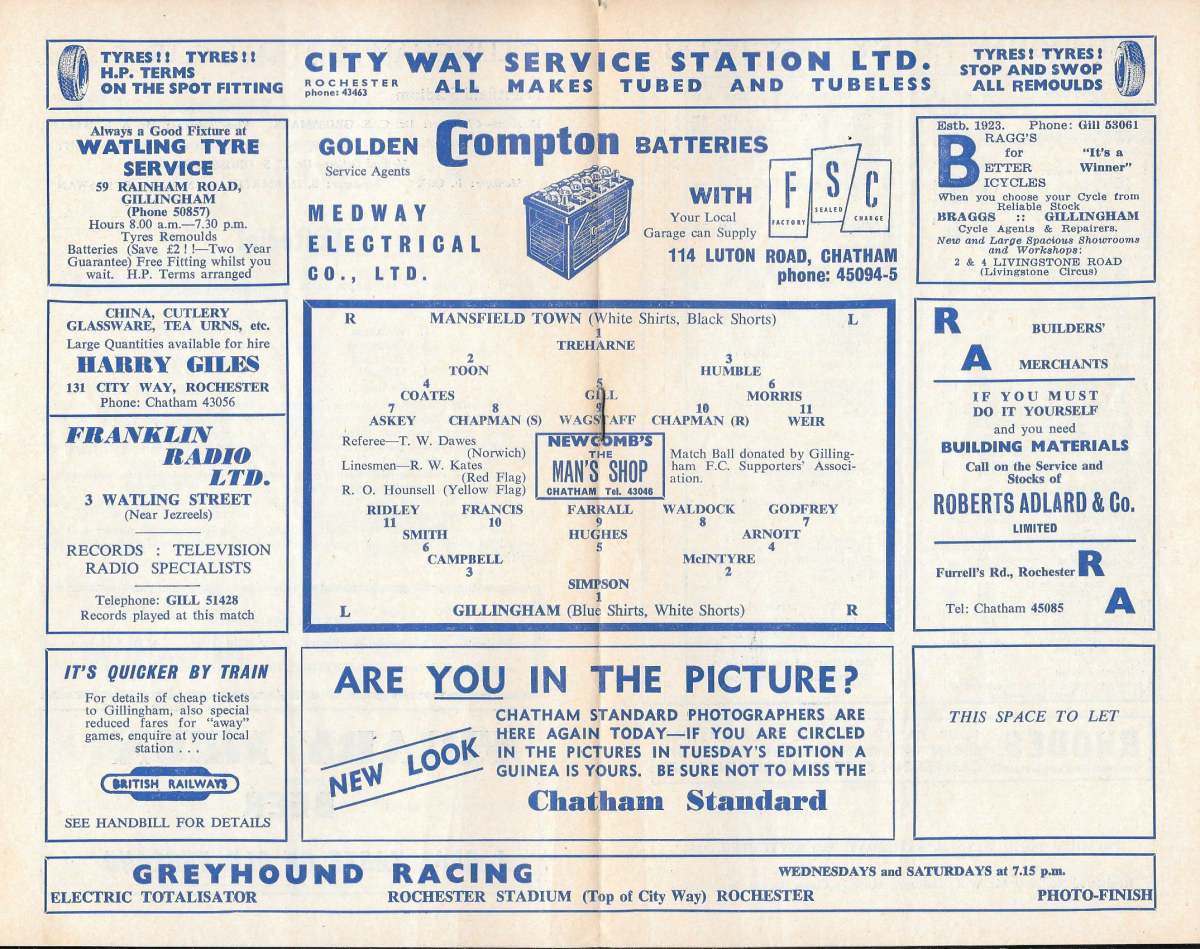 TYRES!! TYRES!!
H.P. TERMS
ON THE SPOT FITTING
CITY WAY SERVICE STATION LTD.
ROCHESTER
phone: 43463
ALL MAKES TUBED AND TUBELESS
TYRES! TYRES!
STOP AND SWOP
ALL REMOULDS
Always a Good Fixture at
WATLING TYRE
SERVICE
59 RAINHAM ROAD,
GILLINGHAM
(Phone 50857)
Hours 8.00 a.m.—7.30 p.m.
Tyres Remoulds
Batteries (Save £2!!—Two Year
Guarantee) Free Fitting whilst you
wait. H.P. Terms arranged
GOLDEN Crompton BATTERIES
Service Agents
MEDWAY
ELECTRICAL
CO., LTD.
WITH
Your Local
Garage can Supply
F
FACTORY
S
SEALED
C
CHARGE
114 LUTON ROAD, CHATHAM
phone: 45094-5
Estb. 1923. Phone: Gill 53061
BRAGG'S
for
BETTER
BICYCLES
"It's a
Winner"
When you choose your Cycle from
Reliable Stock
BRAGGS :: GILLINGHAM
Cycle Agents & Repairers.
New and Large Spacious Showrooms
and Workshops:
2 & 4 LIVINGSTONE ROAD
(Livingstone Circus)
CHINA, CUTLERY
GLASSWARE, TEA URNS, etc.
Large Quantities available for hire
HARRY GILES
131 CITY WAY, ROCHESTER
Phone: Chatham 43056
FRANKLIN
RADIO
LTD.
3 WATLING STREET
(Near Jezreels)
RECORDS : TELEVISION
RADIO SPECIALISTS
Telephone: GILL 51428
Records played at this match
R MANSFIELD TOWN (White Shirts, Black Shorts) L
1
TREHARNE
2 3
TOON HUMBLE
4 5 6
COATES GILL MORRIS
7 8 9 10 11
ASKEY CHAPMAN (S) WAGSTAFF CHAPMAN (R) WEIR
Referee—T. W. Dawes
(Norwich)
Linesmen—R. W. Kates
(Red Flag)
R. O. Hounsell (Yellow Flag)
NEWCOMB'S
THE
MAN'S SHOP
CHATHAM Tel. 43046
Match Ball donated by Gilling-
ham F.C. Supporters' Associ-
ation.
RIDLEY FRANCIS FARRALL WALDOCK GODFREY
11 10 9 8 7
SMITH HUGHES ARNOTT
6 5 4
CAMPBELL McINTYRE
3 2
SIMPSON
1
L GILLINGHAM (Blue Shirts, White Shorts) R
R
A
BUILDERS'
MERCHANTS
IF YOU MUST
DO IT YOURSELF
and you need
BUILDING MATERIALS
Call on the Service and
Stocks of
ROBERTS ADLARD & Co.
LIMITED
Furrell's Rd., Rochester R
Tel: Chatham 45085 A
IT'S QUICKER BY TRAIN
For details of cheap tickets
to Gillingham, also special
reduced fares for "away"
games, enquire at your local
station . . .
BRITISH RAILWAYS
SEE HANDBILL FOR DETAILS
ARE YOU IN THE PICTURE?
NEW LOOK
CHATHAM STANDARD PHOTOGRAPHERS ARE
HERE AGAIN TODAY—IF YOU ARE CIRCLED
IN THE PICTURES IN TUESDAY'S EDITION A
GUINEA IS YOURS. BE SURE NOT TO MISS THE
Chatham Standard
THIS SPACE TO LET
GREYHOUND RACING
WEDNESDAYS and SATURDAYS at 7.15 p.m.
ELECTRIC TOTALISATOR ROCHESTER STADIUM (Top of City Way) ROCHESTER PHOTO-FINISH